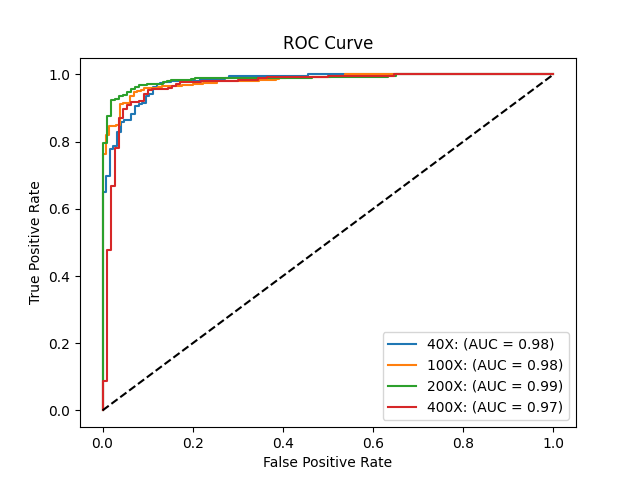 ROC Curve
True Positive Rate
1.0
0.8
0.6
0.4
0.2
0.0
40X: (AUC = 0.98)
100X: (AUC = 0.98)
200X: (AUC = 0.99)
400X: (AUC = 0.97)
0.0 0.2 0.4 0.6 0.8 1.0
False Positive Rate